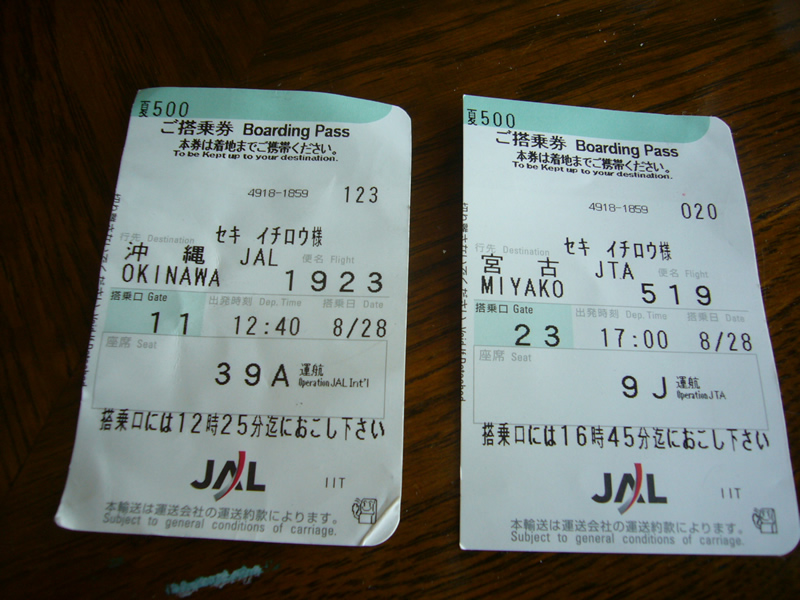 夏500
ご搭乗券 Boarding Pass
本券は着地までご携帯ください。
To be Kept up to your destination.
4918-1859 123
セキ イチロウ様
行先 Destination 便名 Flight
沖縄 JAL
OKINAWA 1923
搭乗口 Gate 出発時刻 Dep. Time 搭乗日 Date
11 12:40 8/28
座席 Seat
39A 運航
Operation JAL Int'l
搭乗口には12時25分迄におこし下さい
JAL IIT
本輸送は運送会社の運送約款によります。
Subject to general conditions of carriage.
夏500
ご搭乗券 Boarding Pass
本券は着地までご携帯ください。
To be Kept up to your destination.
4918-1859 020
セキ イチロウ様
行先 Destination 便名 Flight
宮古 JTA
MIYAKO 519
搭乗口 Gate 出発時刻 Dep. Time 搭乗日 Date
23 17:00 8/28
座席 Seat
9J 運航
Operation JTA
搭乗口には16時45分迄におこし下さい
JAL IIT
本輸送は運送会社の運送約款によります。
Subject to general conditions of carriage.